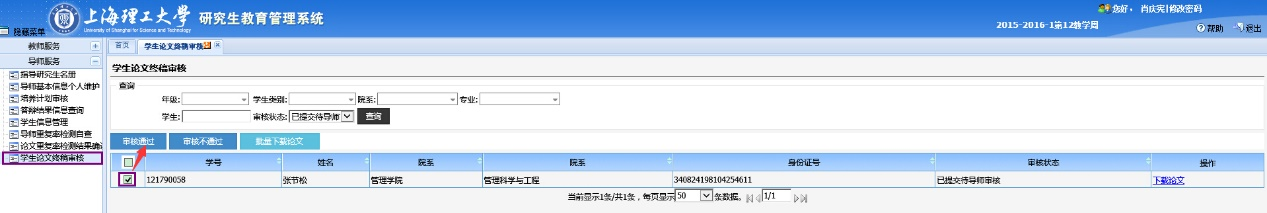 上海理工大学 研究生教育管理系统
University of Shanghai for Science and Technology
您好, 肖庆宪|修改密码
2015-2016-1第12教学周
帮助 退出
隐藏菜单
教师服务
导师服务
指导研究生名册
导师基本信息个人维护
培养计划审核
答辩结果信息查询
学生信息管理
导师重复率检测自查
论文重复率检测结果确认
学生论文终稿审核
首页 学生论文终稿审核
学生论文终稿审核
查询
年级: 学生类别: 院系: 专业:
学生: 审核状态: 已提交待导师 查询
审核通过 审核不通过 批量下载论文
学号 姓名 院系 院系 身份证号 审核状态 操作
121790058 张节松 管理学院 管理科学与工程 340824198104254611 已提交待导师审核 下载论文
当前显示1条/共1条, 每页显示 50 条数据。 1/1